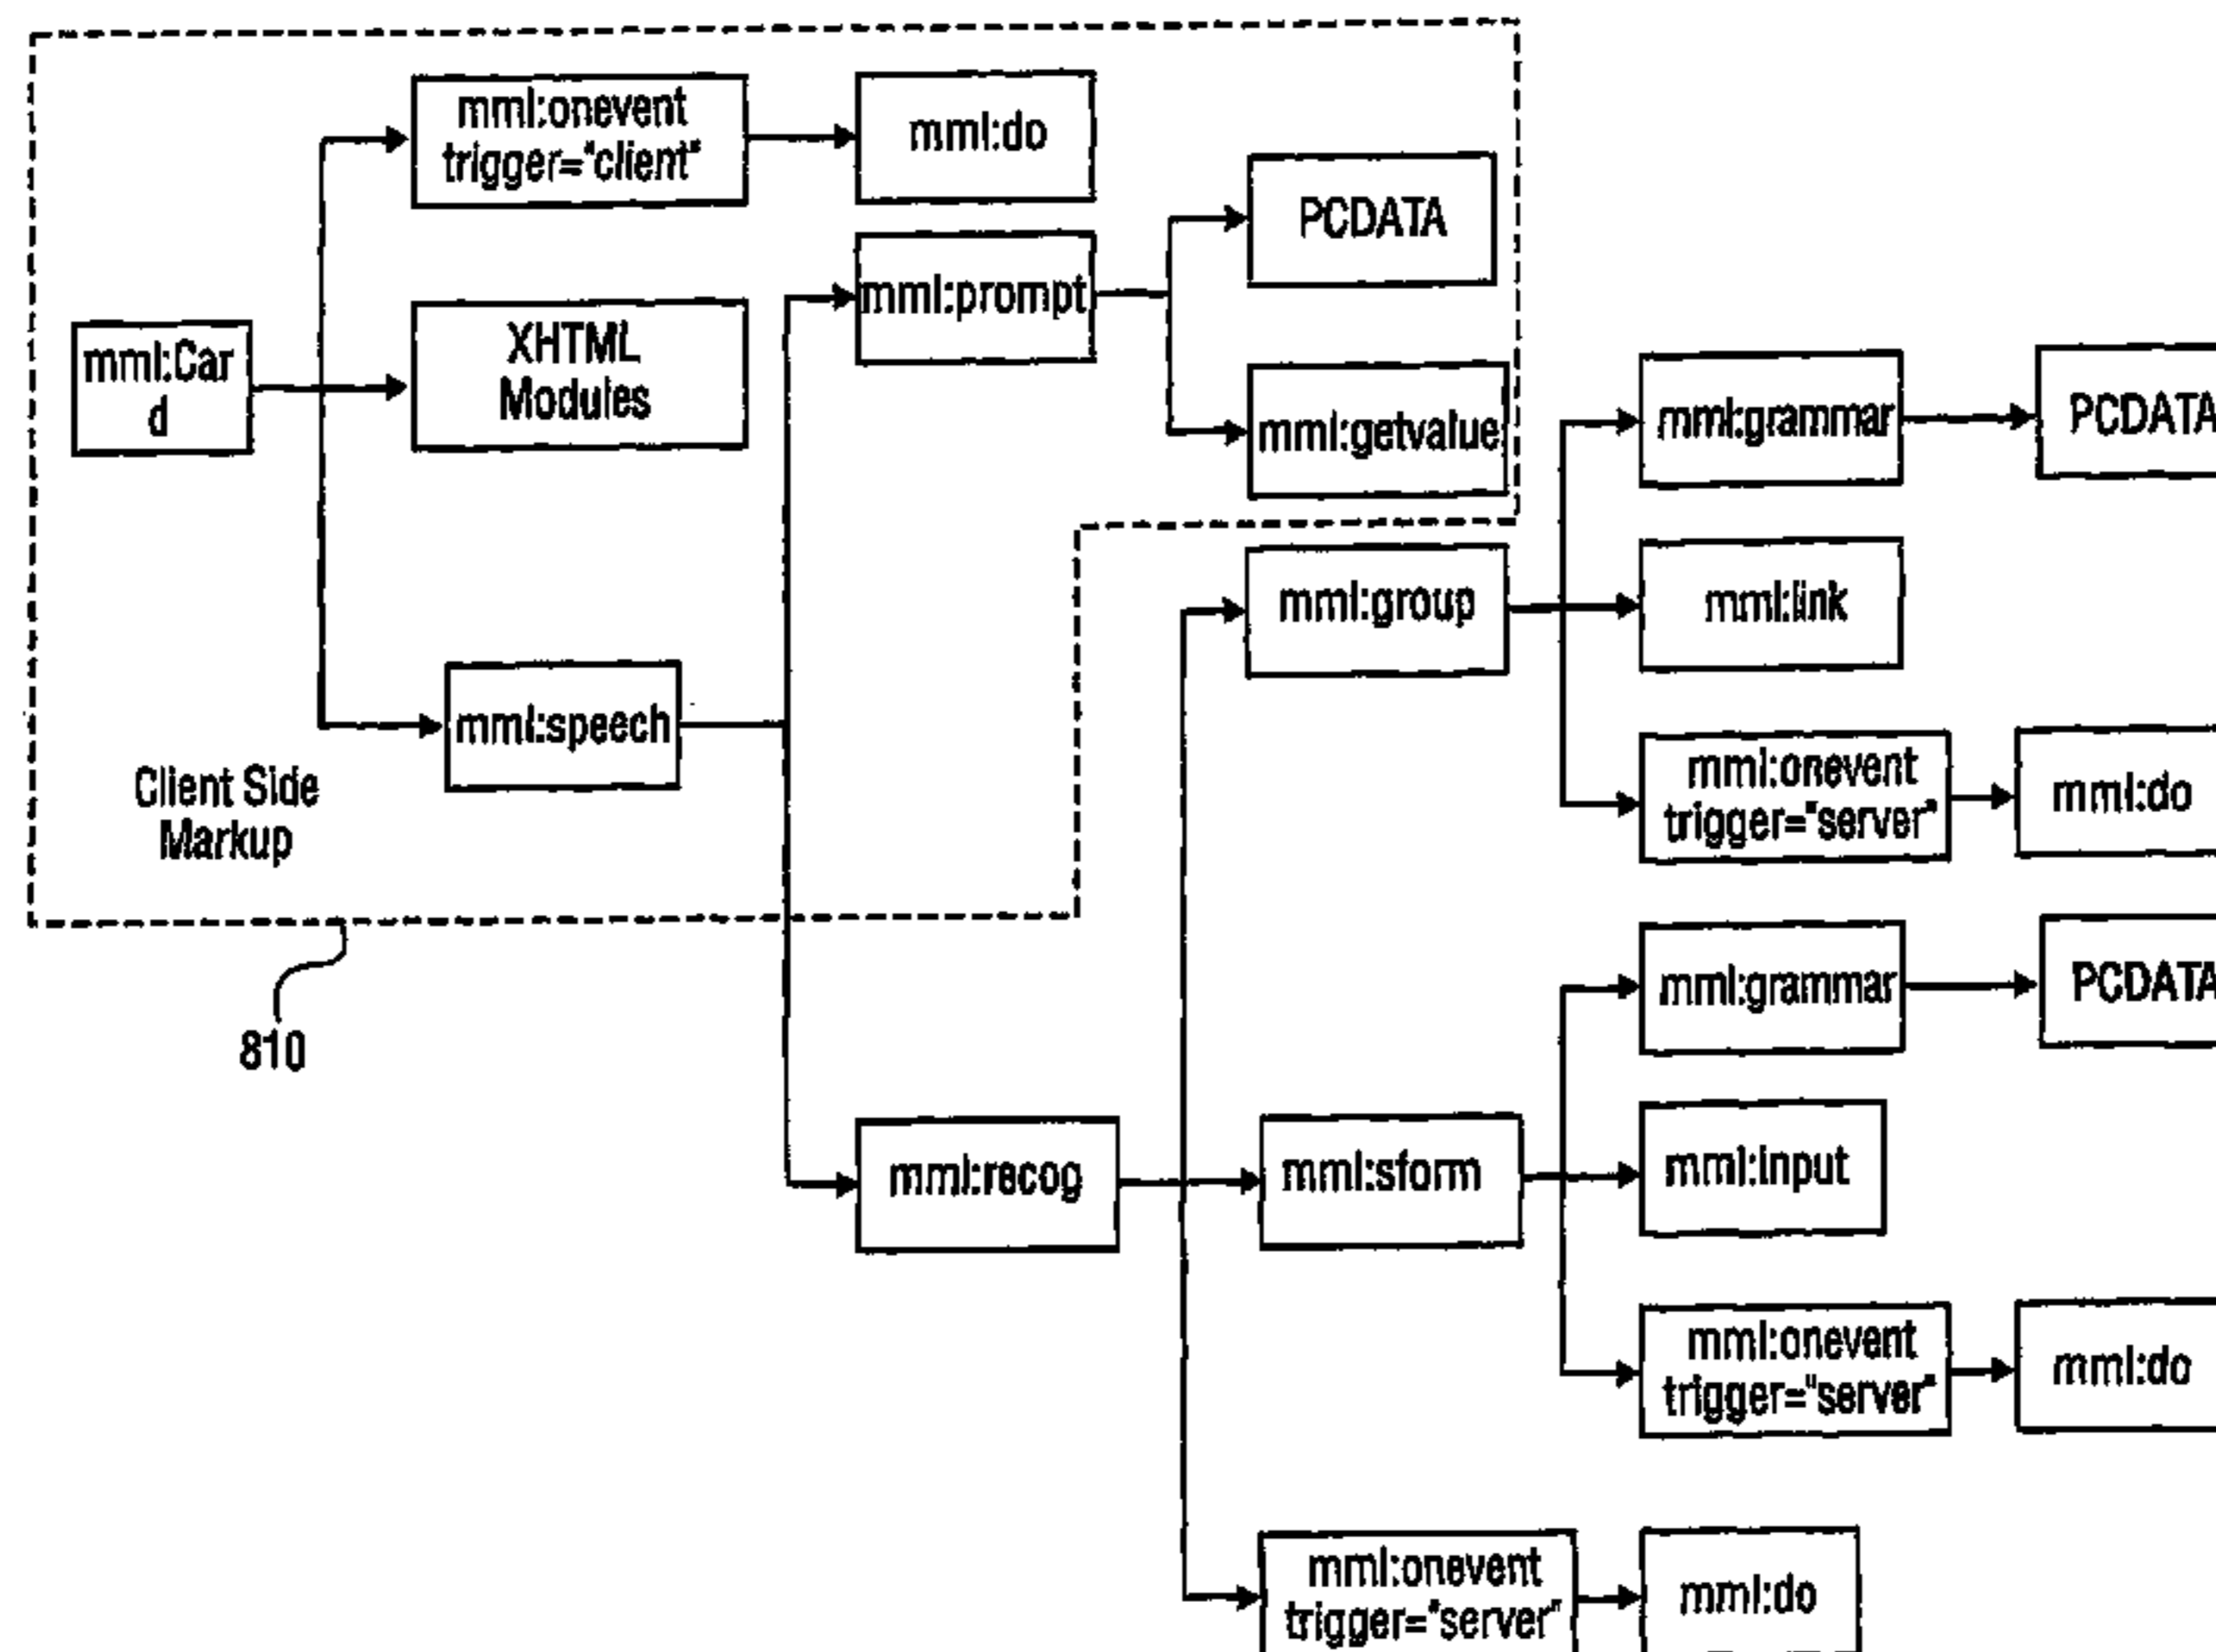 mml:onevent
trigger="client"
mml:do
PCDATA
mml:prompt
XHTML
Modules
mml:Car
d
mml:getvalue
mml:grammar
PCDATA
mml:group
mml:link
mml:speech
mml:onevent
trigger="server"
mml:do
Client Side
Markup
mml:grammar
PCDATA
810
mml:recog
mml:sform
mml:input
mml:onevent
trigger="server"
mml:do
mml:onevent
trigger="server"
mml:do